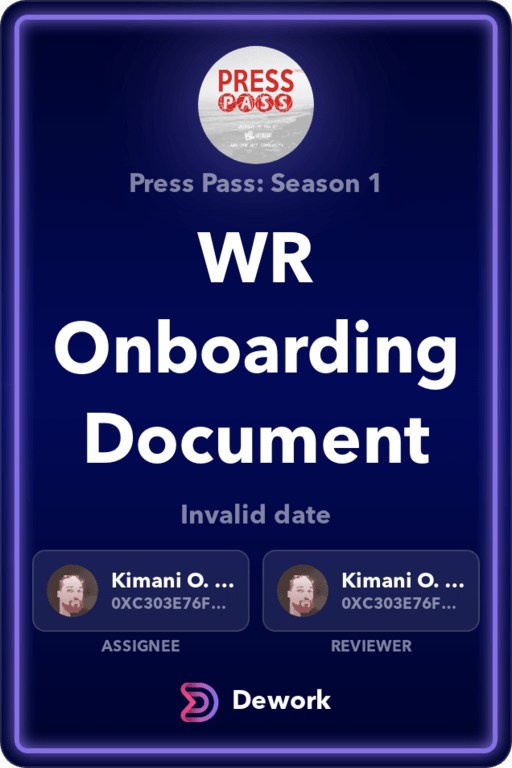 PRESS
PASS
Press Pass: Season 1
WR
Onboarding
Document
Invalid date
Kimani O. ...
0XC303E76F...
ASSIGNEE
Kimani O. ...
0XC303E76F...
REVIEWER
Dework